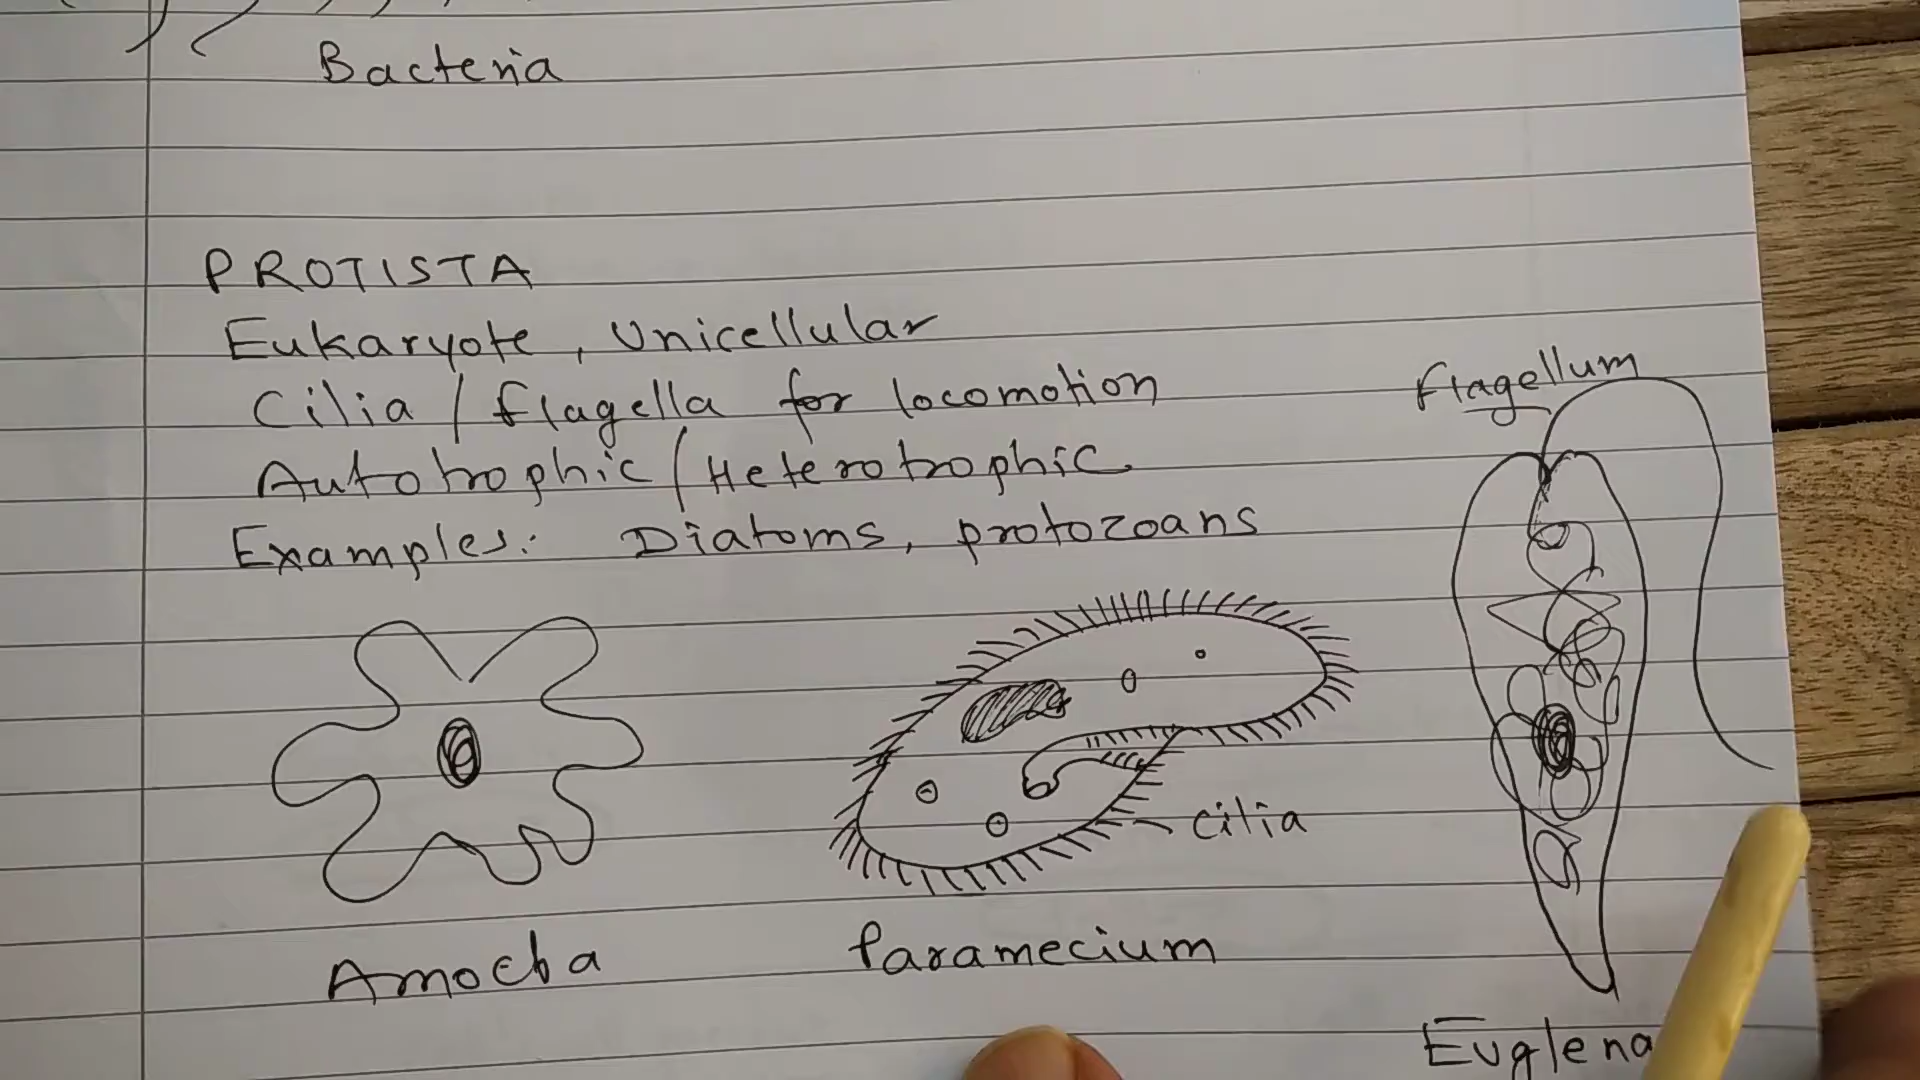 Bacteria
PROTISTA
Eukaryote, Unicellular
Cilia / flagella for locomotion
Autotrophic / Heterotrophic
Examples: Diatoms, protozoans
Flagellum
cilia
Amoeba
Paramecium
Euglena